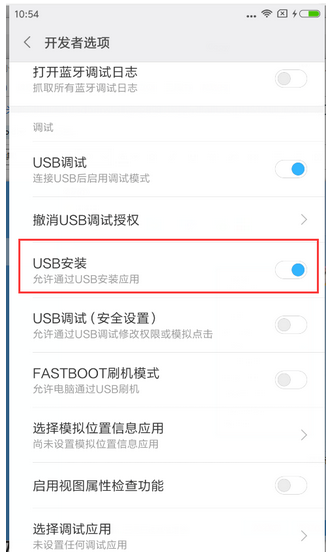 10:54
开发者选项
打开蓝牙调试日志
抓取所有蓝牙调试日志
调试
USB调试
连接USB后启用调试模式
撤消USB调试授权
USB安装
允许通过USB安装应用
USB调试（安全设置）
允许通过USB调试修改权限或模拟点击
FASTBOOT刷机模式
允许电脑通过USB刷机
选择模拟位置信息应用
尚未设置模拟位置信息应用
启用视图属性检查功能
选择调试应用
未设置任何调试应用